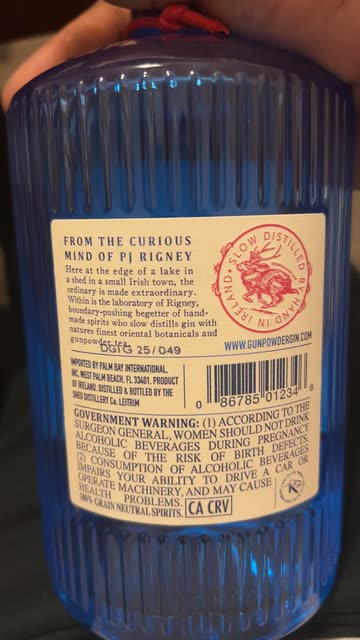 FROM THE CURIOUS
MIND OF PJ RIGNEY
Here at the edge of a lake in
a shed in a small Irish town, the
ordinary is made extraordinary.
Within is the laboratory of Rigney,
boundary-pushing begetter of hand-
made spirits who slow distills gin with
natures finest oriental botanicals and
gunpowder tea.
DGIG 25/049
SLOW DISTILLED BY HAND IN IRELAND
WWW.GUNPOWDERGIN.COM
IMPORTED BY PALM BAY INTERNATIONAL,
INC. WEST PALM BEACH, FL. 33401. PRODUCT
OF IRELAND. DISTILLED & BOTTLED BY THE
SHED DISTILLERY Co. LEITRIM
0 86785 01234 6
GOVERNMENT WARNING: (1) ACCORDING TO THE
SURGEON GENERAL, WOMEN SHOULD NOT DRINK
ALCOHOLIC BEVERAGES DURING PREGNANCY
BECAUSE OF THE RISK OF BIRTH DEFECTS.
(2) CONSUMPTION OF ALCOHOLIC BEVERAGES
IMPAIRS YOUR ABILITY TO DRIVE A CAR OR
OPERATE MACHINERY, AND MAY CAUSE
HEALTH PROBLEMS.
100% GRAIN NEUTRAL SPIRITS.
CA CRV
K